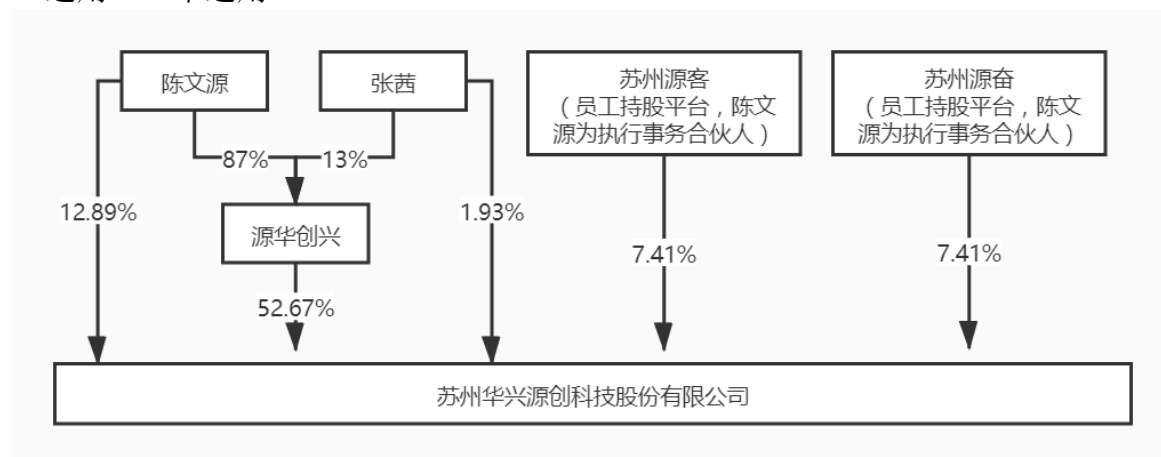 陈文源
张茜
苏州源客
（员工持股平台，陈文
源为执行事务合伙人）
苏州源奋
（员工持股平台，陈文
源为执行事务合伙人）
87%
13%
12.89%
源华创兴
1.93%
7.41%
7.41%
52.67%
苏州华兴源创科技股份有限公司